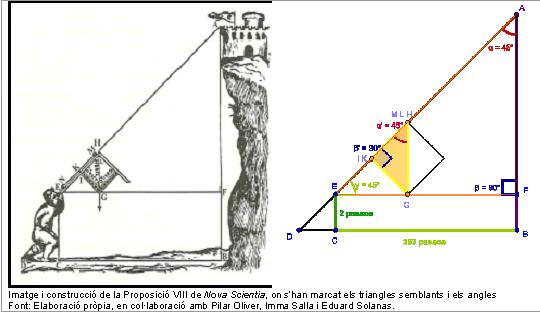 A
α = 45°
M L H
α' = 45°
β' = 90°
I K
γ = 45°
β = 90°
E
G
F
2 passos
D
C
353 passos
B
H
G
F
Imatge i construcció de la Proposició VIII de Nova Scientia, on s'han marcat els triangles semblants i els angles
Font: Elaboració pròpia, en col·laboració amb Pilar Oliver, Imma Salla i Eduard Solanas.